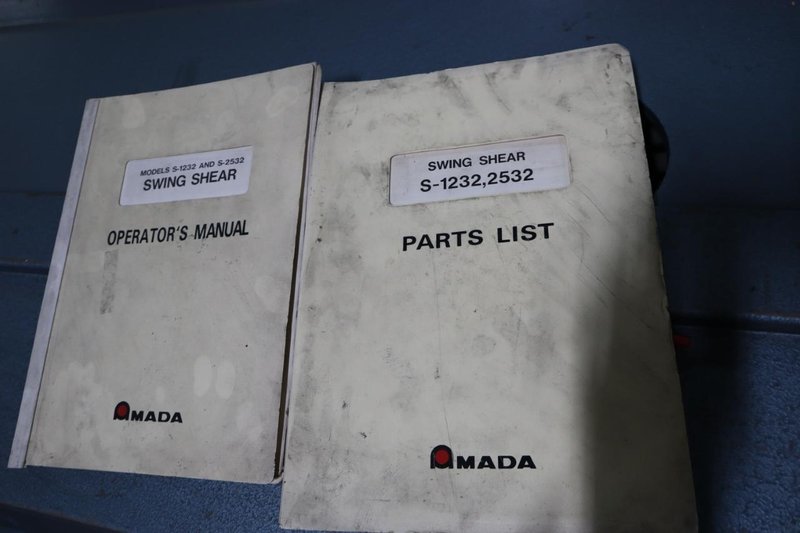 MODELS S-1232 AND S-2532
SWING SHEAR
OPERATOR'S MANUAL
AMADA
SWING SHEAR
S-1232,2532
PARTS LIST
AMADA